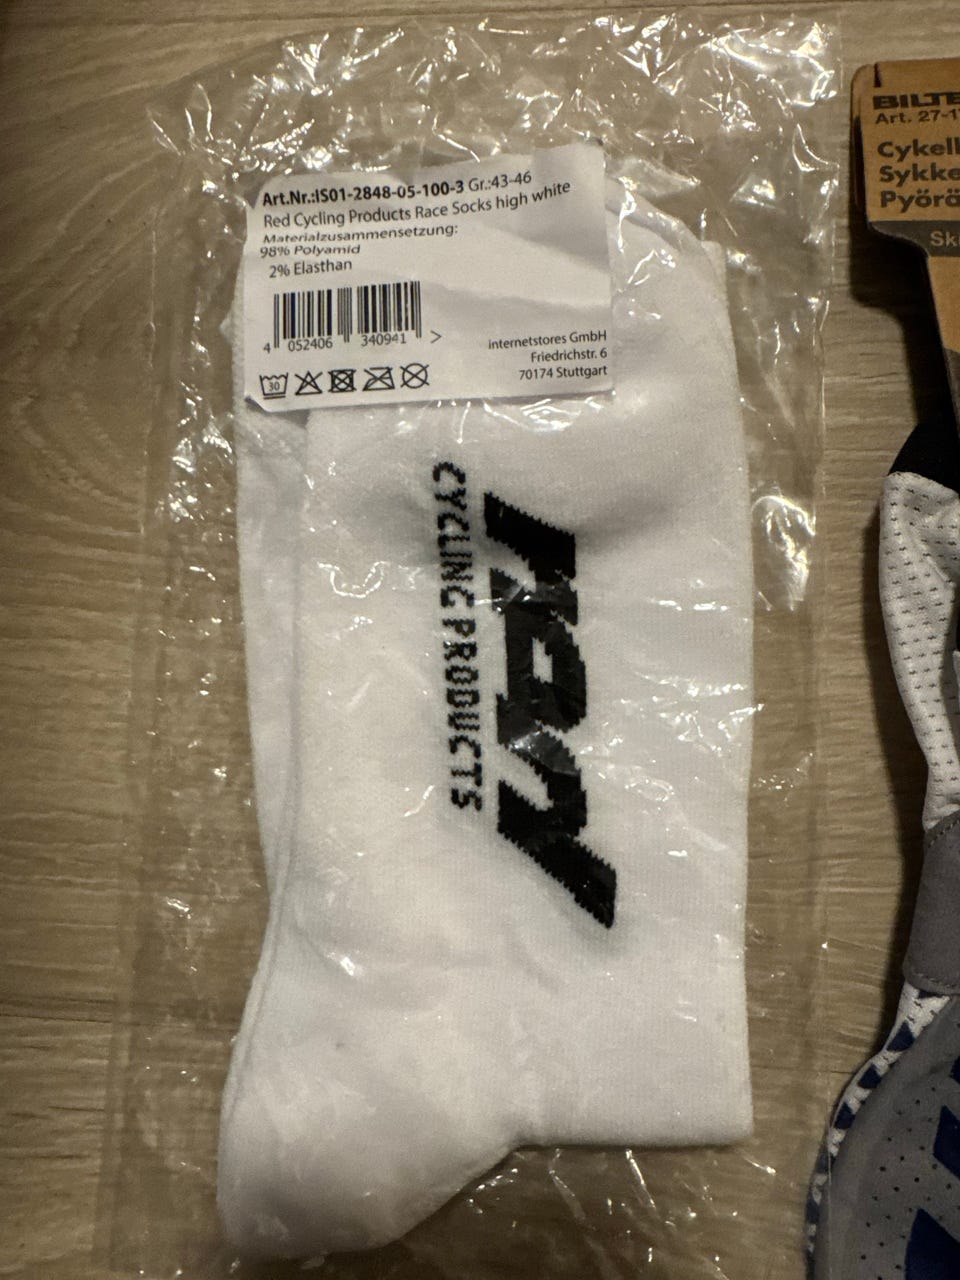 Art.Nr.:IS01-2848-05-100-3 Gr.:43-46
Red Cycling Products Race Socks high white
Materialzusammensetzung:
98% Polyamid
2% Elasthan
4 052406 340941 >
internetstores GmbH
Friedrichstr. 6
70174 Stuttgart
30
red
CYCLING PRODUCTS
BILTE
Art. 27-1
Cykelh
Sykke
Pyörä
Sk